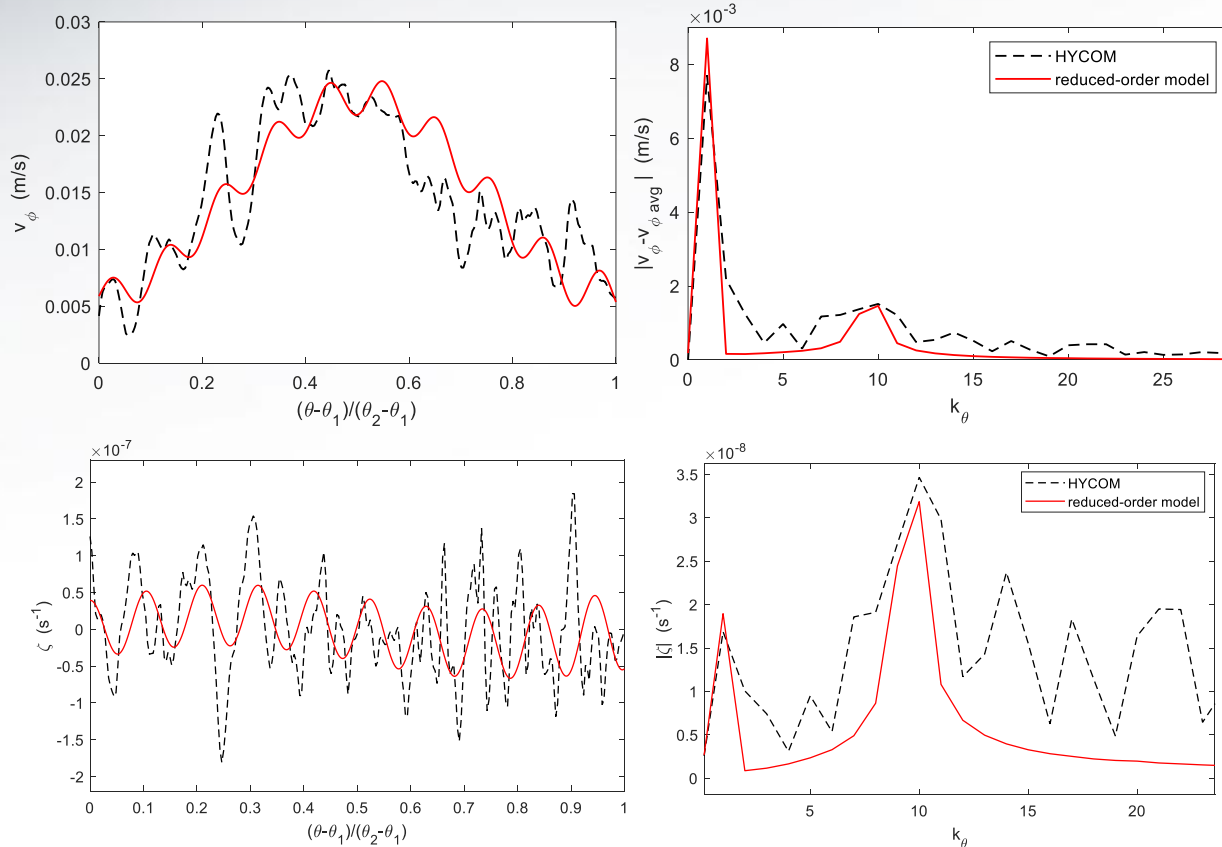 0.03
0.025
0.02
0.015
0.01
0.005
0
v_ϕ (m/s)
0 0.2 0.4 0.6 0.8 1
(θ-θ_1)/(θ_2-θ_1)
×10^-3
8
6
4
2
0
|v_ϕ-v_ϕ avg| (m/s)
HYCOM
reduced-order model
0 5 10 15 20 25
k_θ
×10^-7
2
1.5
1
0.5
0
-0.5
-1
-1.5
-2
ζ (s^-1)
0 0.1 0.2 0.3 0.4 0.5 0.6 0.7 0.8 0.9 1
(θ-θ_1)/(θ_2-θ_1)
×10^-8
3.5
3
2.5
2
1.5
1
0.5
0
|ζ| (s^-1)
HYCOM
reduced-order model
5 10 15 20
k_θ